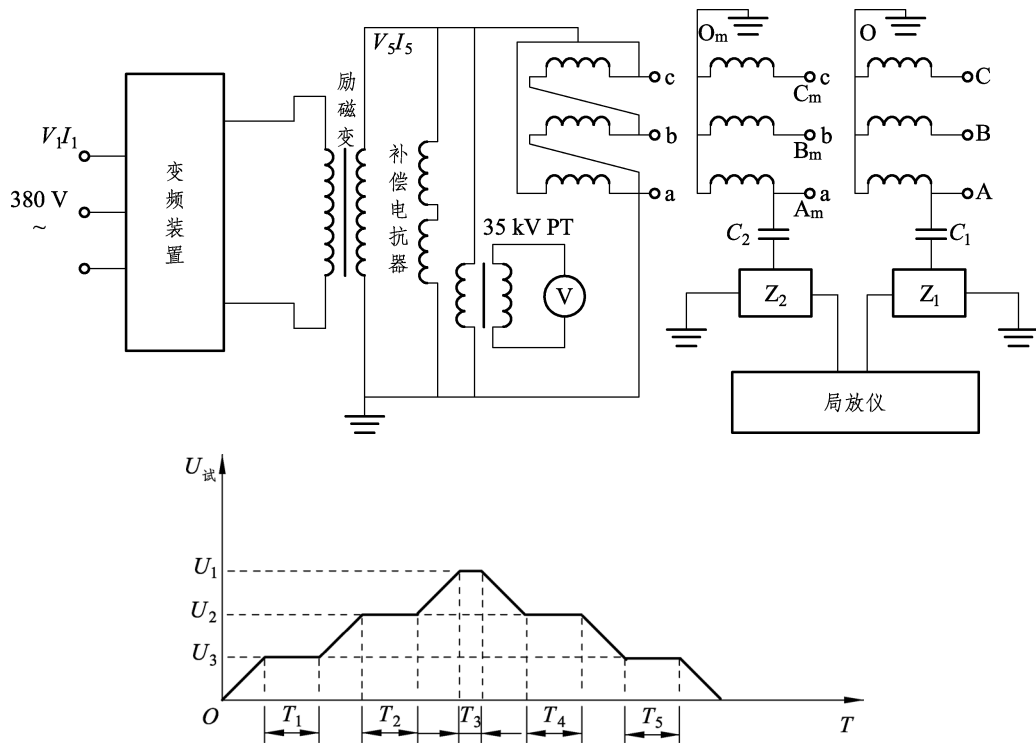 V₁I₁
380 V
~
变频装置
励磁变
V₅I₅
补偿电抗器
35 kV PT
V
c
b
a
Oₘ
c
Cₘ
b
Bₘ
a
Aₘ
C₂
Z₂
O
C
B
A
C₁
Z₁
局放仪
U试
U₁
U₂
U₃
O
T₁
T₂
T₃
T₄
T₅
T